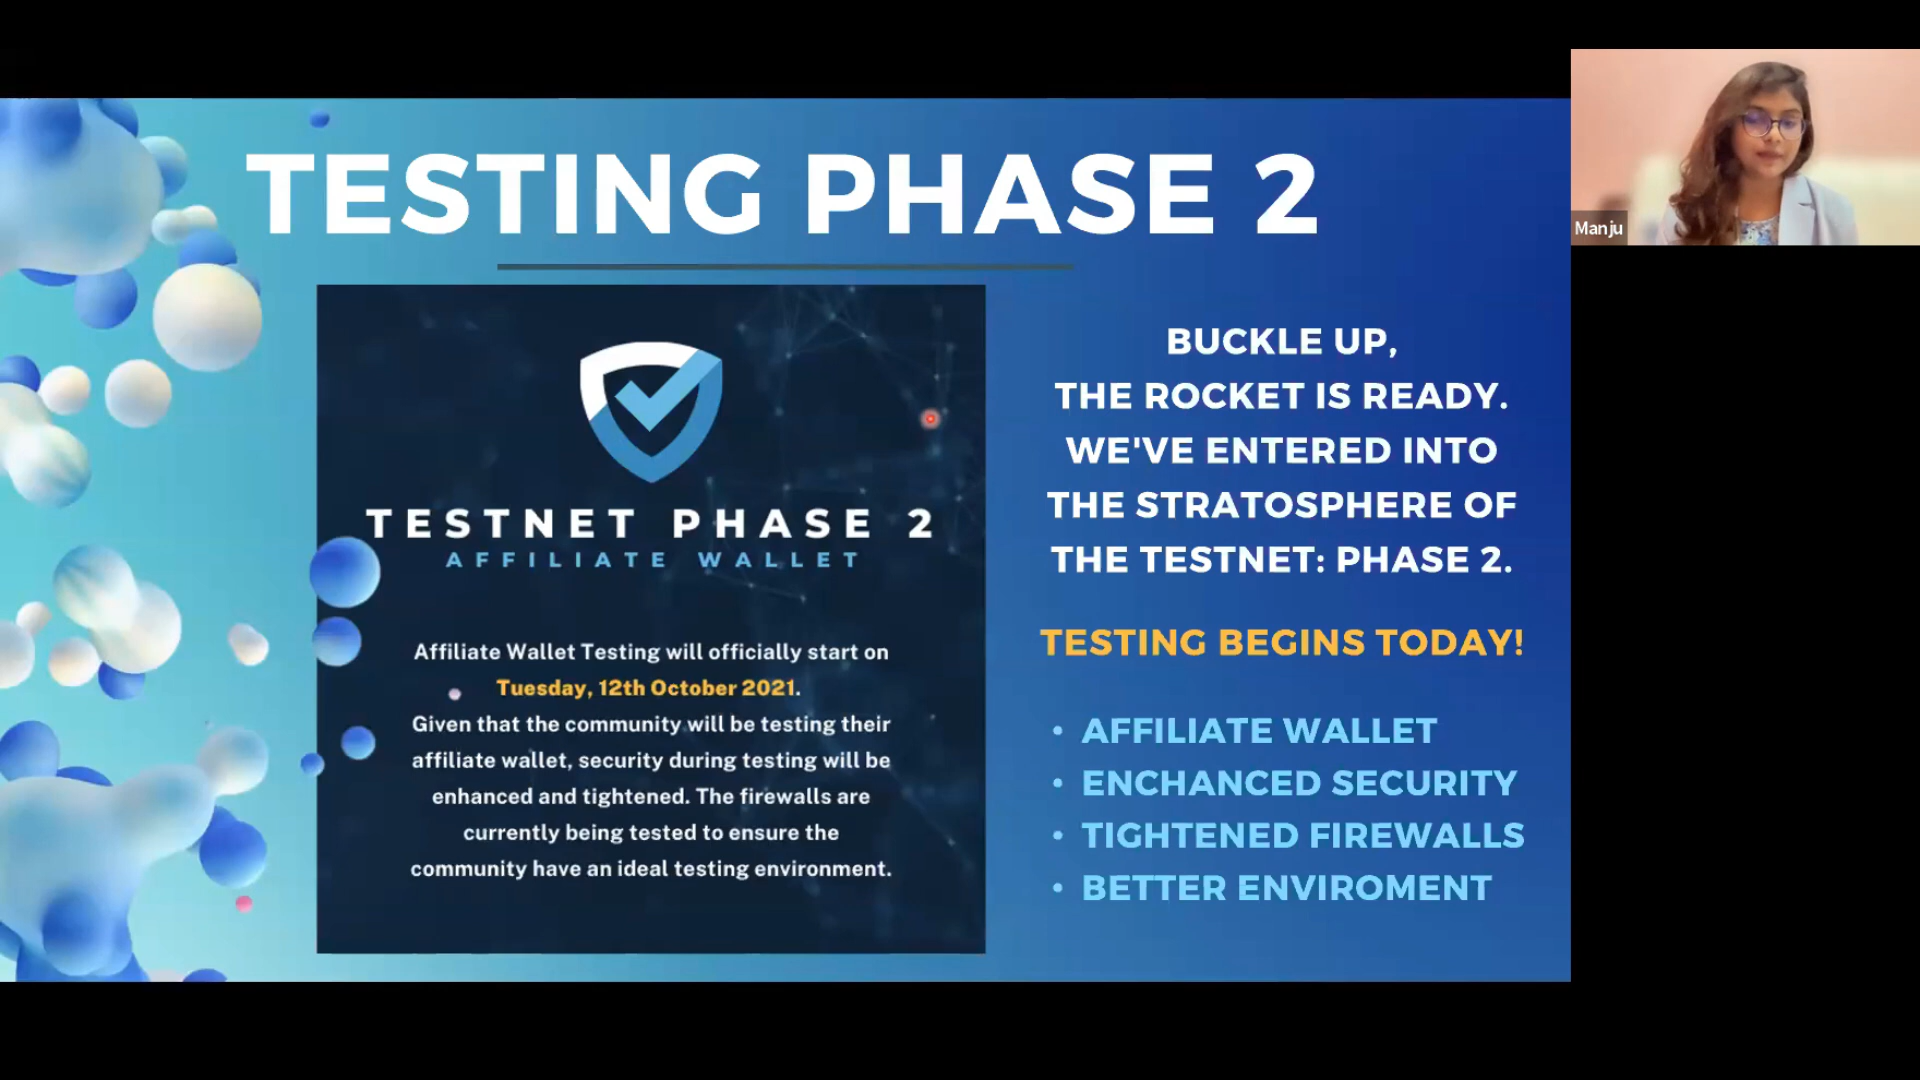 TESTING PHASE 2
TESTNET PHASE 2
AFFILIATE WALLET
Affiliate Wallet Testing will officially start on
Tuesday, 12th October 2021.
Given that the community will be testing their
affiliate wallet, security during testing will be
enhanced and tightened. The firewalls are
currently being tested to ensure the
community have an ideal testing environment.
BUCKLE UP,
THE ROCKET IS READY.
WE'VE ENTERED INTO
THE STRATOSPHERE OF
THE TESTNET: PHASE 2.
TESTING BEGINS TODAY!
• AFFILIATE WALLET
• ENCHANCED SECURITY
• TIGHTENED FIREWALLS
• BETTER ENVIROMENT
Manju